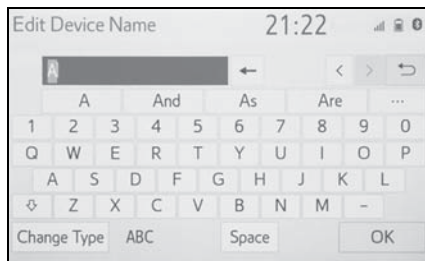 Edit Device Name 21:22
A
A And As Are ...
1 2 3 4 5 6 7 8 9 0
Q W E R T Y U I O P
A S D F G H J K L
Z X C V B N M -
Change Type ABC Space OK